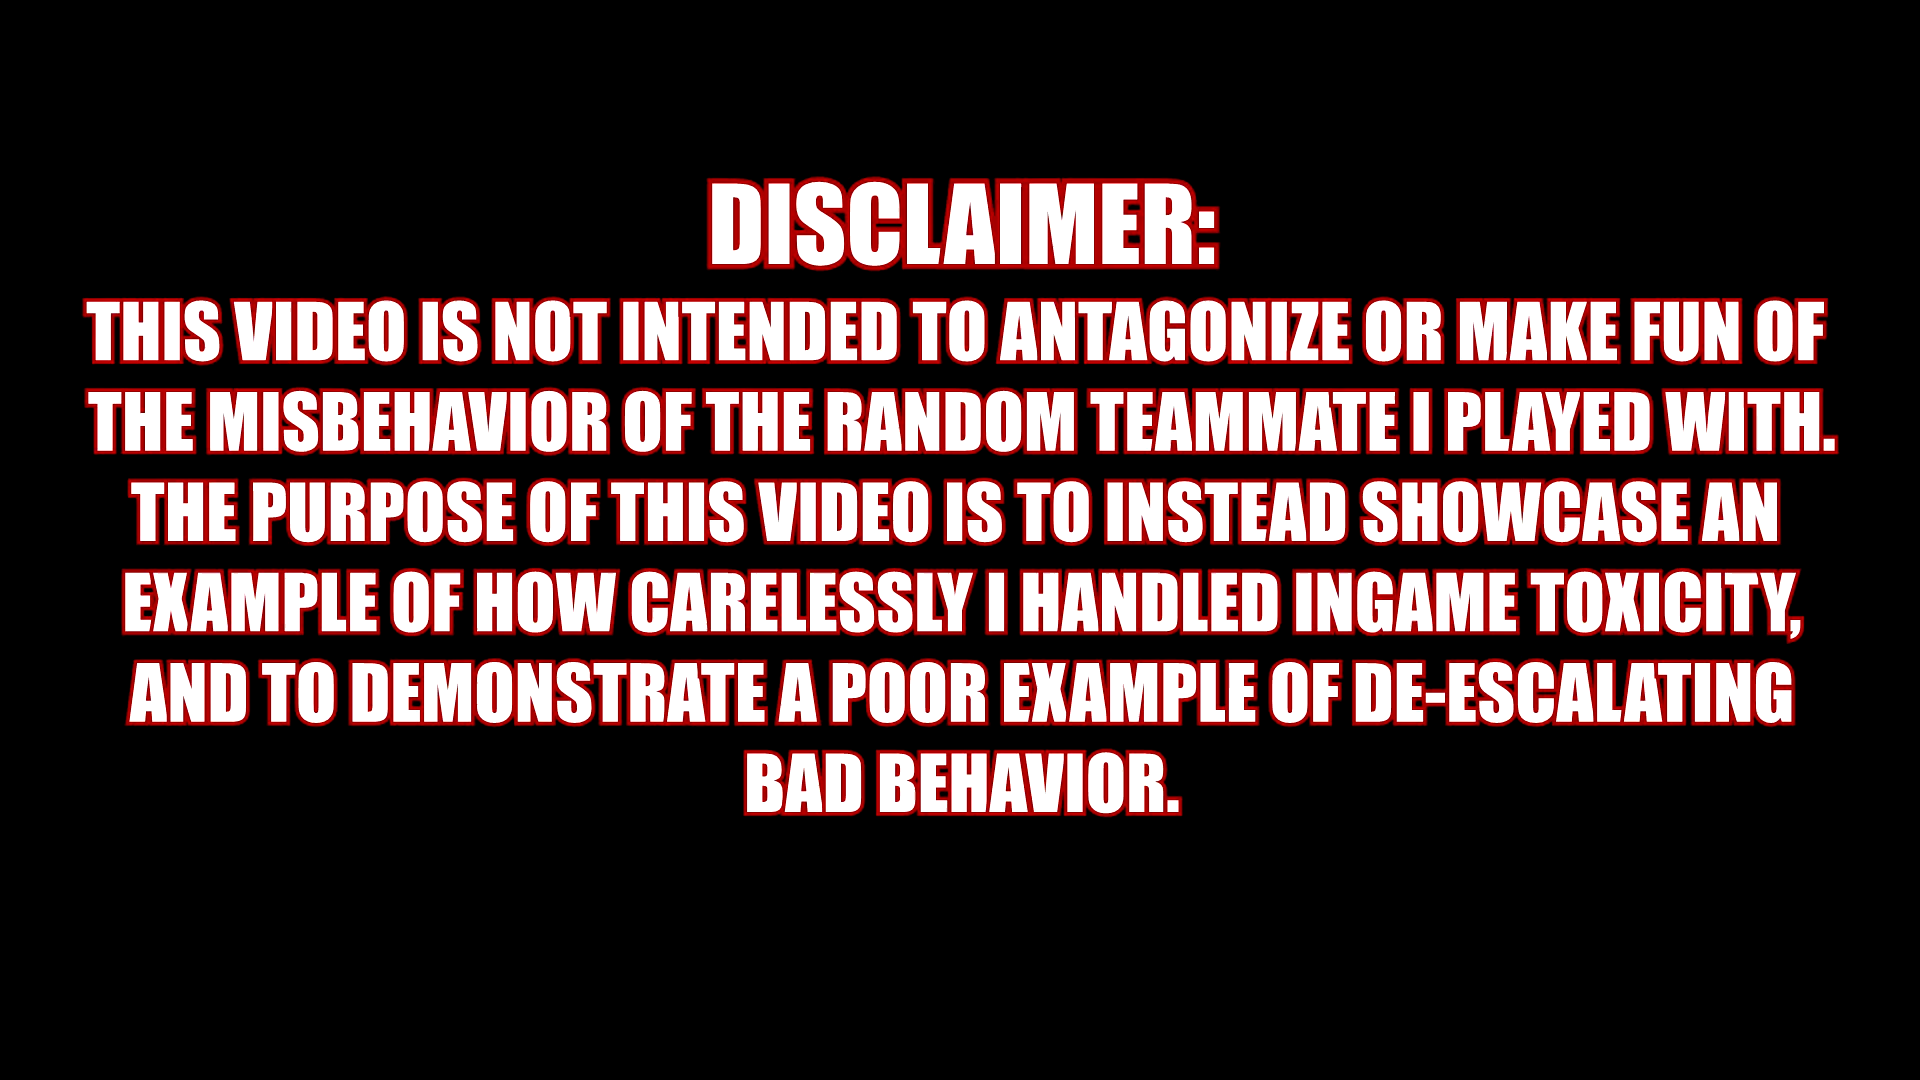 DISCLAIMER:
THIS VIDEO IS NOT INTENDED TO ANTAGONIZE OR MAKE FUN OF
THE MISBEHAVIOR OF THE RANDOM TEAMMATE I PLAYED WITH.
THE PURPOSE OF THIS VIDEO IS TO INSTEAD SHOWCASE AN
EXAMPLE OF HOW CARELESSLY I HANDLED INGAME TOXICITY,
AND TO DEMONSTRATE A POOR EXAMPLE OF DE-ESCALATING
BAD BEHAVIOR.